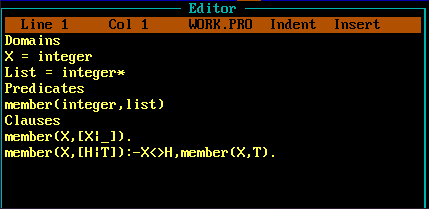 Editor
Line 1 Col 1 WORK.PRO Indent Insert
Domains
X = integer
List = integer*
Predicates
member(integer,list)
Clauses
member(X,[X|_]).
member(X,[H|T]):-X<>H,member(X,T).